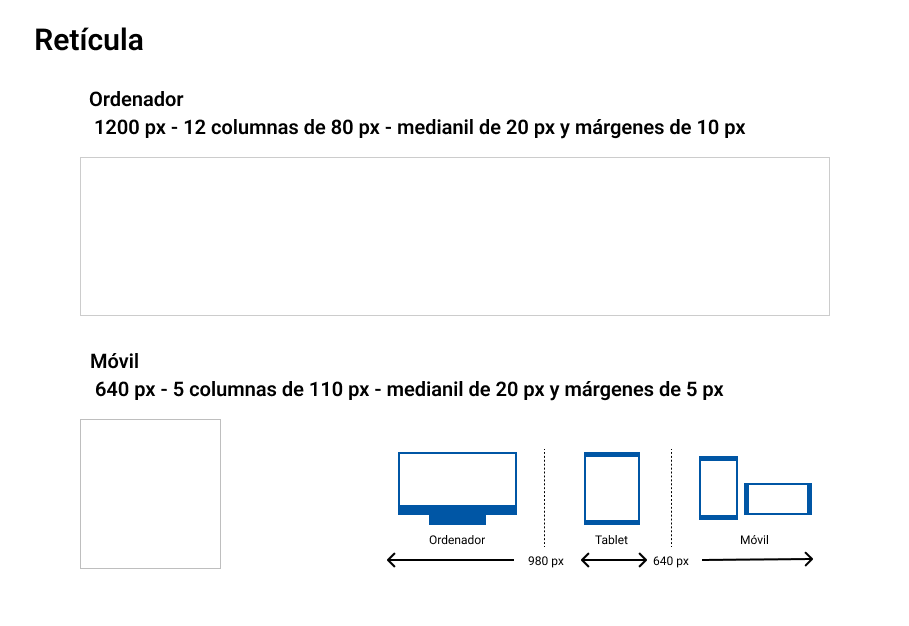 Retícula
Ordenador
1200 px - 12 columnas de 80 px - medianil de 20 px y márgenes de 10 px
Móvil
640 px - 5 columnas de 110 px - medianil de 20 px y márgenes de 5 px
Ordenador
Tablet
Móvil
980 px
640 px